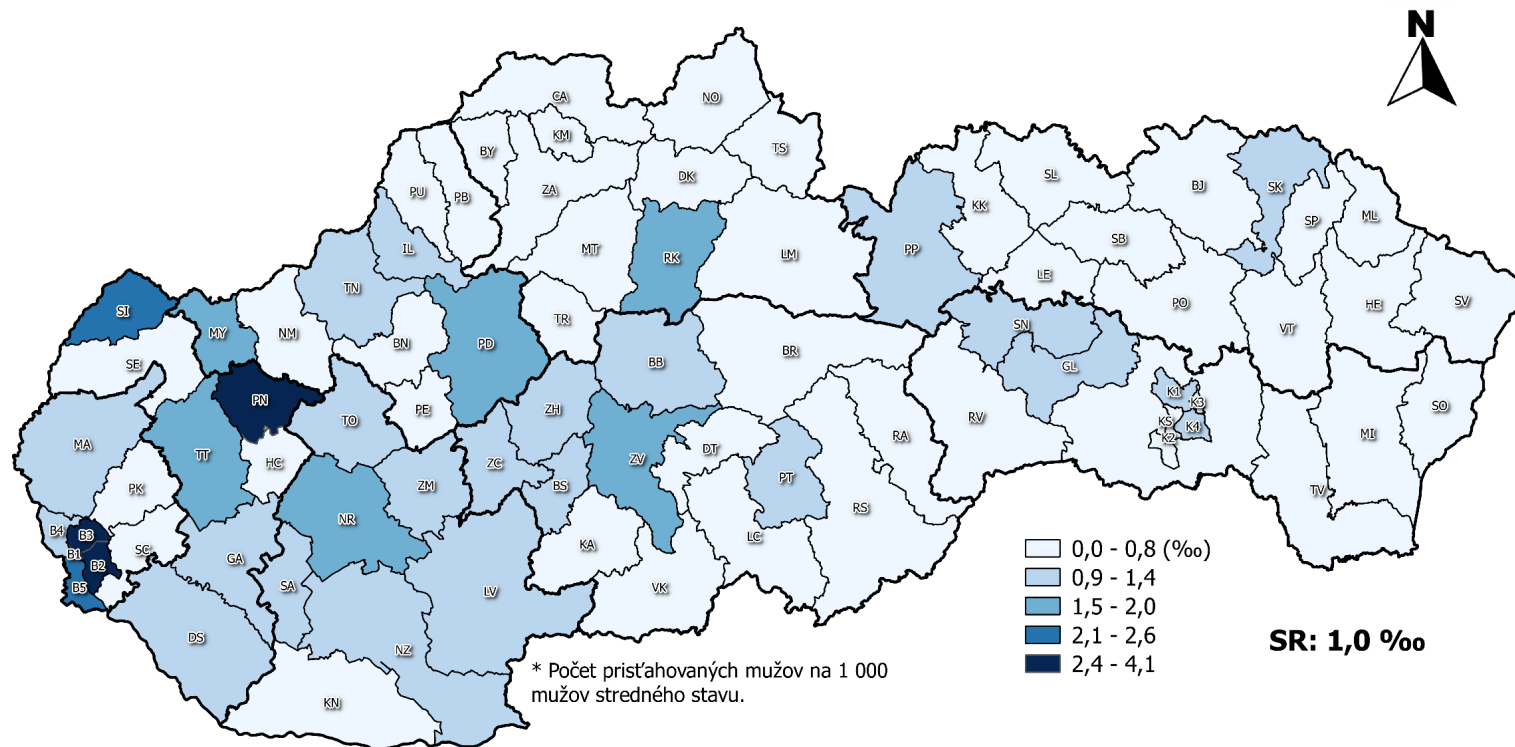 N
CA
NO
KM
TS
BY
PU
PB
ZA
DK
SL
BJ
SK
KK
SP
ML
IL
MT
RK
LM
PP
SB
LE
TN
PO
HE
SV
SI
MY
NM
TR
SN
VT
BN
PD
BR
SE
BB
GL
PN
PE
ZH
K1
K3
SO
TO
RV
KS
K4
K2
MA
TT
HC
ZC
ZV
DT
RA
MI
PK
ZM
BS
PT
TV
B4
B3
NR
RS
B1
SC
KA
LC
B2
GA
B5
SA
LV
VK
DS
NZ
KN
0,0 - 0,8 (‰)
0,9 - 1,4
1,5 - 2,0
2,1 - 2,6
2,4 - 4,1
SR: 1,0 ‰
* Počet prisťahovaných mužov na 1 000
mužov stredného stavu.